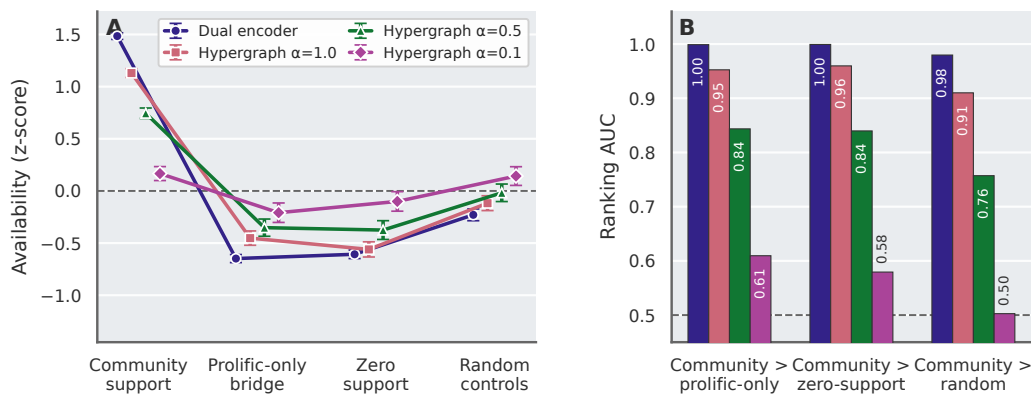 A
Dual encoder
Hypergraph α=1.0
Hypergraph α=0.5
Hypergraph α=0.1
Availability (z-score)
1.5
1.0
0.5
0.0
−0.5
−1.0
Community
support
Prolific-only
bridge
Zero
support
Random
controls
B
Ranking AUC
1.0
0.9
0.8
0.7
0.6
0.5
1.00
0.95
0.84
0.61
1.00
0.96
0.84
0.58
0.98
0.91
0.76
0.50
Community >
prolific-only
Community >
zero-support
Community >
random